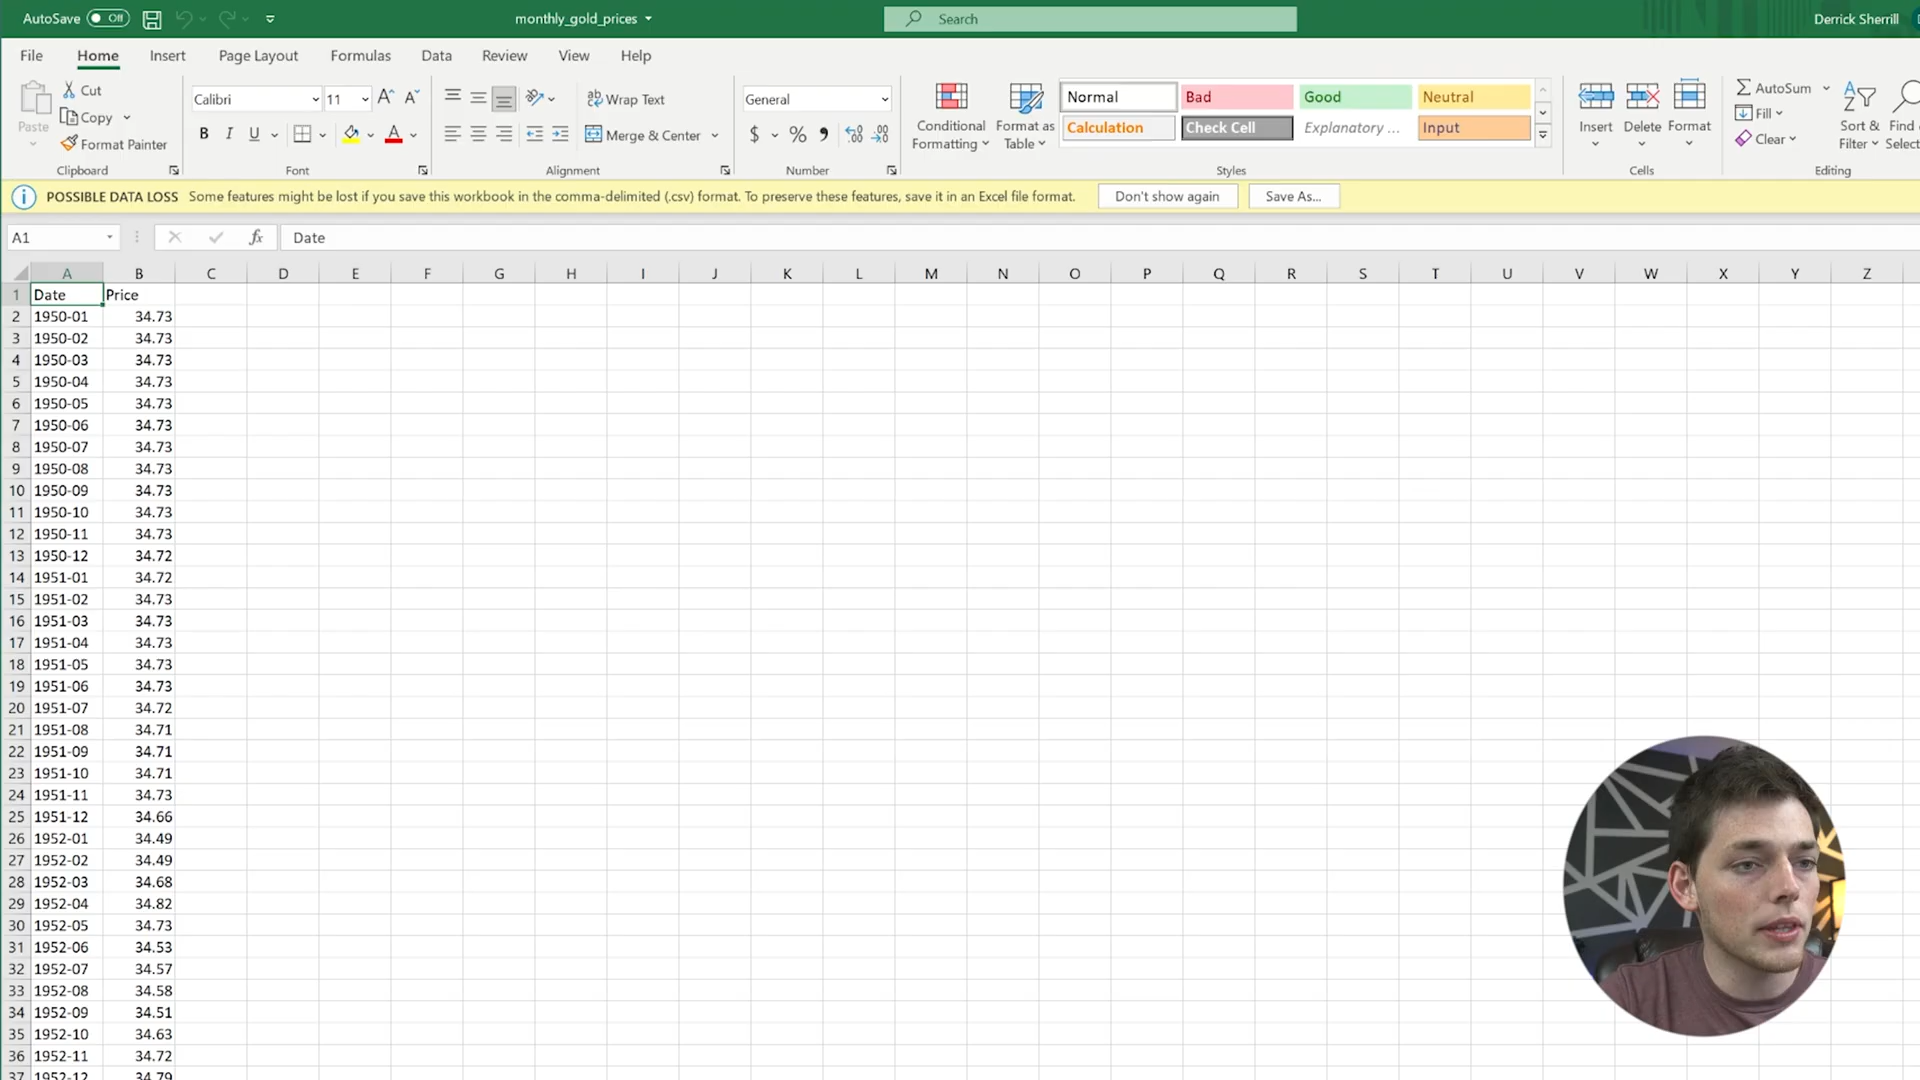 AutoSave Off monthly_gold_prices Search Derrick Sherrill
File Home Insert Page Layout Formulas Data Review View Help
Paste Cut Copy Format Painter Clipboard
Calibri 11 A A B I U A Font
Wrap Text Merge & Center Alignment
General $ % Number
Conditional Formatting Format as Table
Normal Bad Good Neutral
Calculation Check Cell Explanatory ... Input
Styles
Insert Delete Format Cells
AutoSum Fill Clear Sort & Filter Find Select Editing
POSSIBLE DATA LOSS Some features might be lost if you save this workbook in the comma-delimited (.csv) format. To preserve these features, save it in an Excel file format. Don't show again Save As...
A1 fx Date
A B C D E F G H I J K L M N O P Q R S T U V W X Y Z
1 Date Price
2 1950-01 34.73
3 1950-02 34.73
4 1950-03 34.73
5 1950-04 34.73
6 1950-05 34.73
7 1950-06 34.73
8 1950-07 34.73
9 1950-08 34.73
10 1950-09 34.73
11 1950-10 34.73
12 1950-11 34.73
13 1950-12 34.72
14 1951-01 34.72
15 1951-02 34.73
16 1951-03 34.73
17 1951-04 34.73
18 1951-05 34.73
19 1951-06 34.73
20 1951-07 34.72
21 1951-08 34.71
22 1951-09 34.71
23 1951-10 34.71
24 1951-11 34.73
25 1951-12 34.66
26 1952-01 34.49
27 1952-02 34.49
28 1952-03 34.68
29 1952-04 34.82
30 1952-05 34.73
31 1952-06 34.53
32 1952-07 34.57
33 1952-08 34.58
34 1952-09 34.51
35 1952-10 34.63
36 1952-11 34.72
37 1952-12 34.79